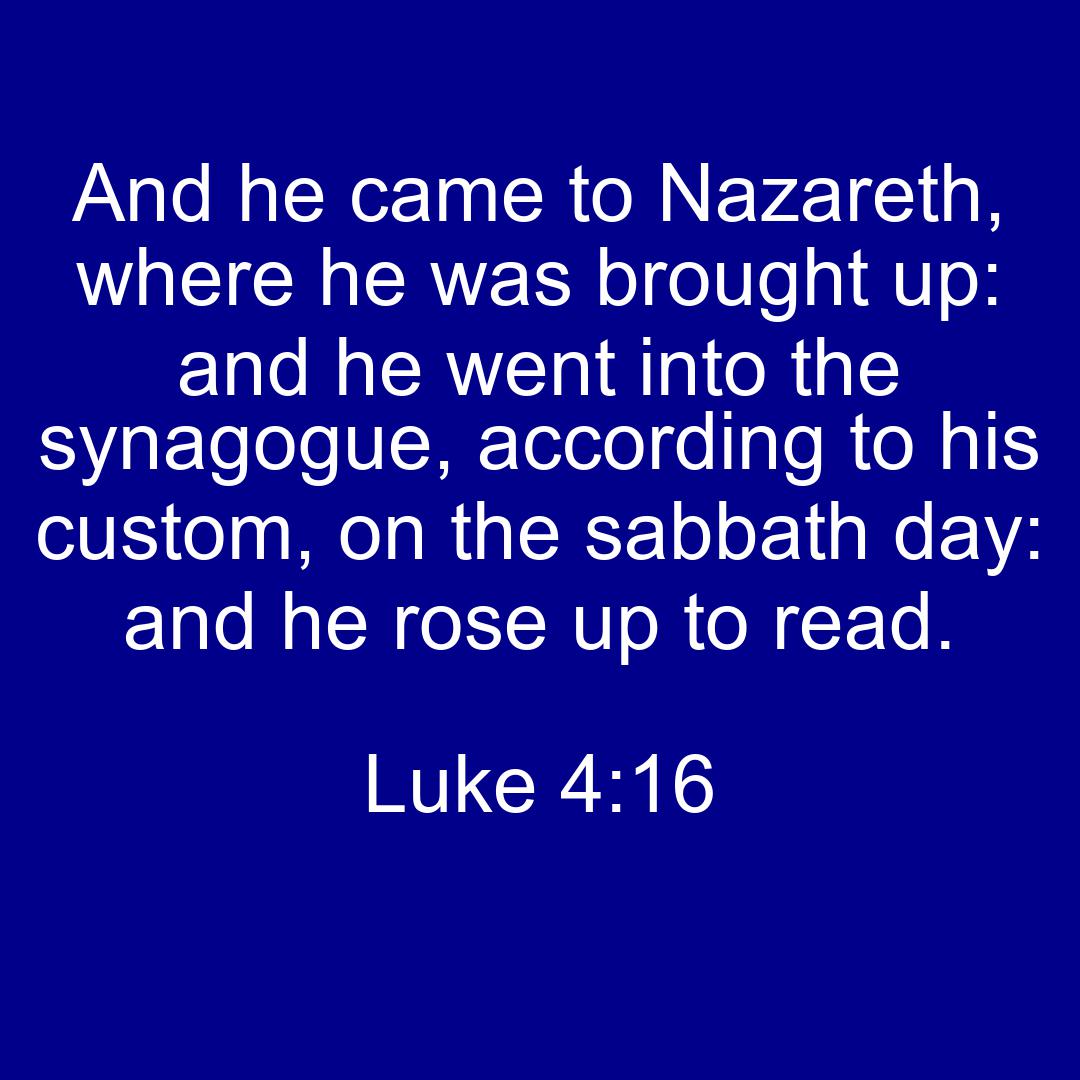 And he came to Nazareth,
where he was brought up:
and he went into the
synagogue, according to his
custom, on the sabbath day:
and he rose up to read.
Luke 4:16